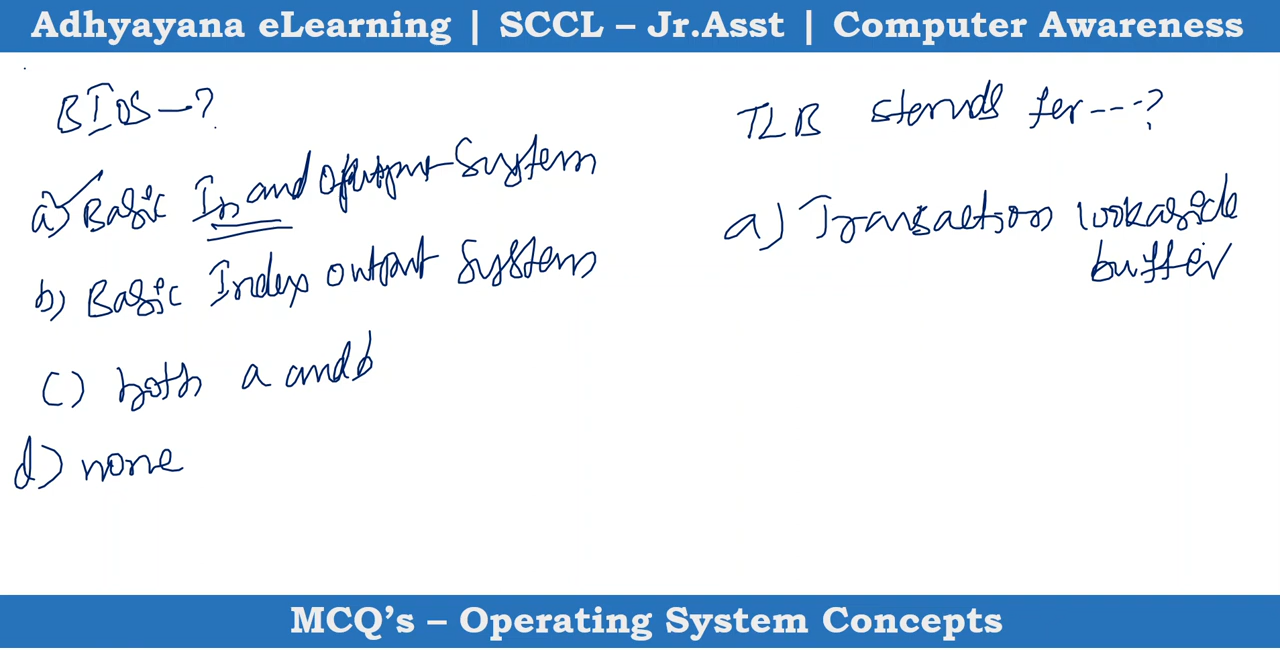 Adhyayana eLearning | SCCL – Jr.Asst | Computer Awareness
BIOS — ?
a) Basic In and Output System
b) Basic Index output System
c) both a and b
d) none
TLB stends for ---?
a) Transaction lookaside
buffer
MCQ's – Operating System Concepts